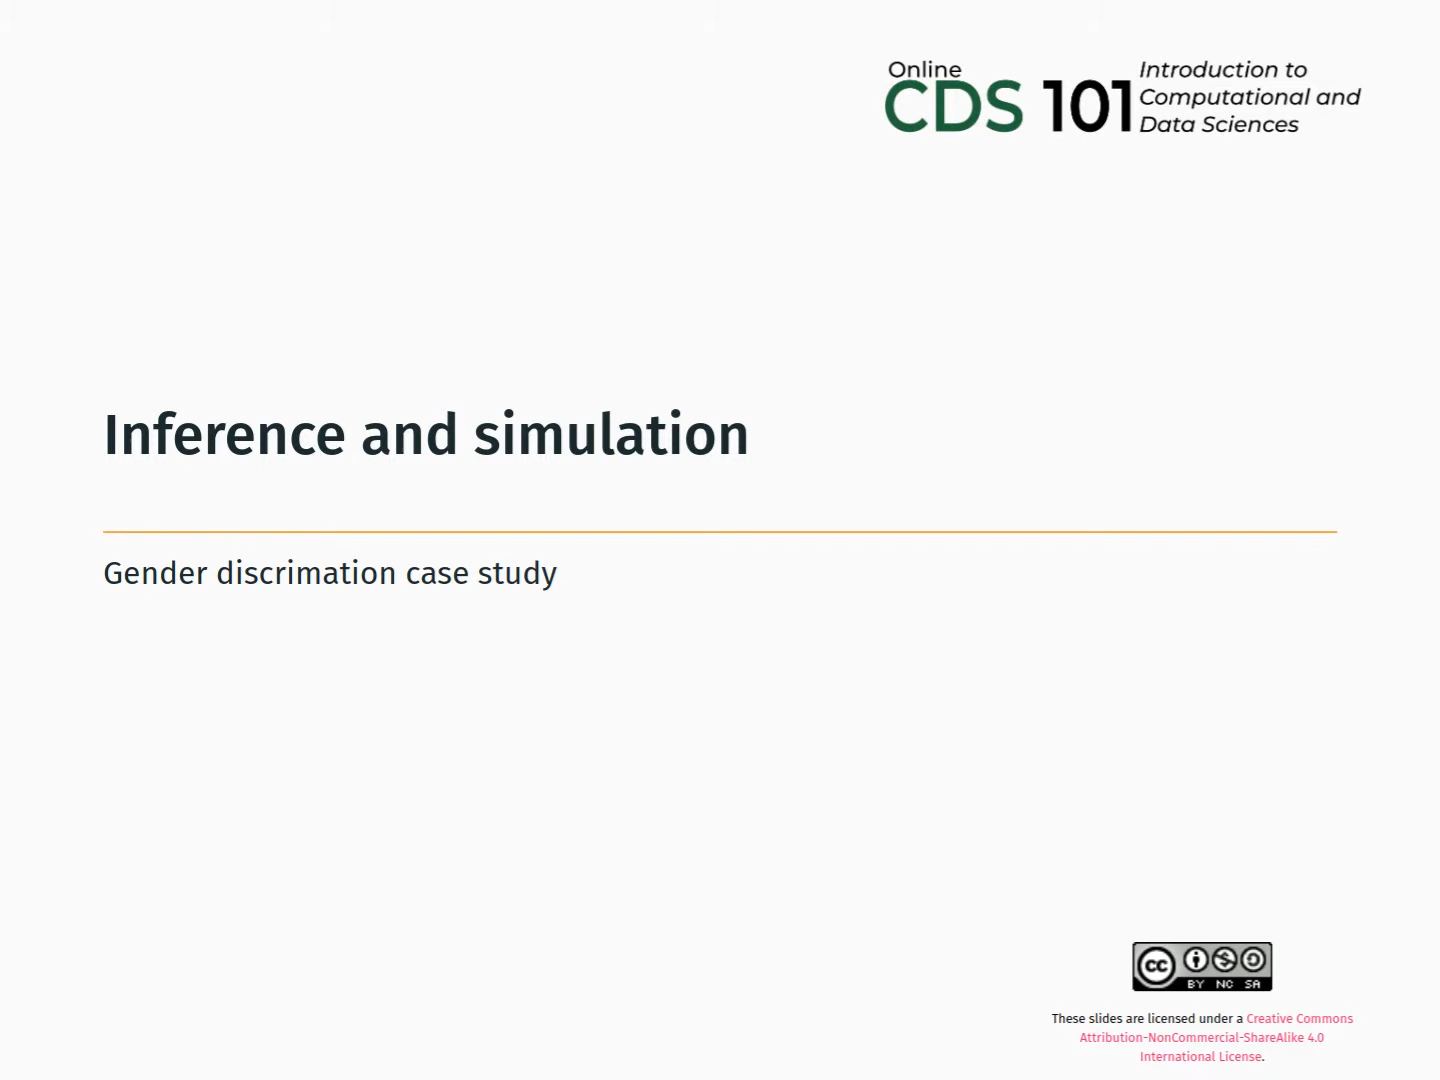 Online
CDS 101
Introduction to
Computational and
Data Sciences
Inference and simulation
Gender discrimation case study
cc
BY NC SA
These slides are licensed under a Creative Commons
Attribution-NonCommercial-ShareAlike 4.0
International License.